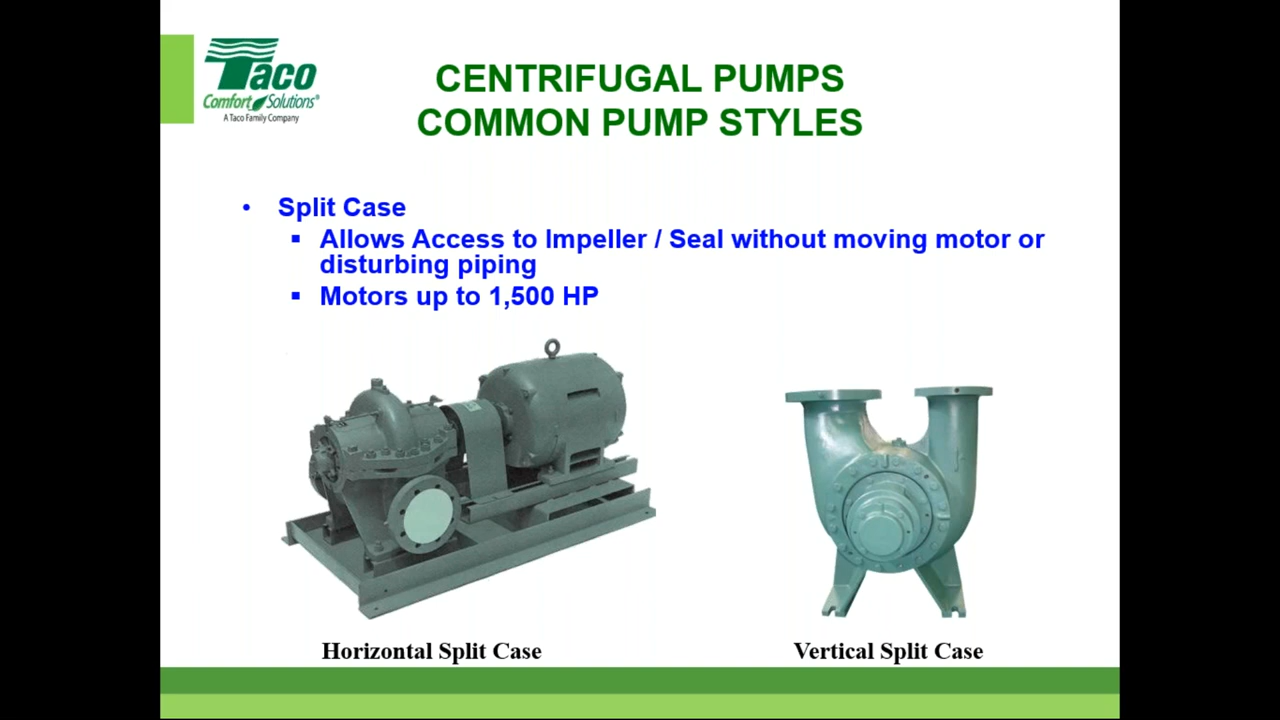 Taco
Comfort Solutions®
A Taco Family Company
CENTRIFUGAL PUMPS
COMMON PUMP STYLES
• Split Case
▪ Allows Access to Impeller / Seal without moving motor or
disturbing piping
▪ Motors up to 1,500 HP
Horizontal Split Case
Vertical Split Case